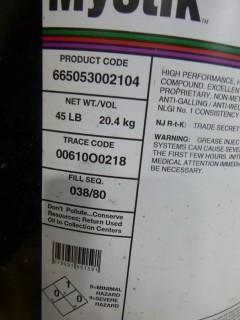 Mystik™
PRODUCT CODE
665053002104
NET WT./VOL
45 LB 20.4 kg
TRACE CODE
00610O0218
FILL SEQ.
038/80
Don't Pollute...Conserve
Resources; Return Used
Oil to Collection Centers
HIGH PERFORMANCE,
COMPOUND. EXCELLENT
PROPRIETARY, NON-MET
ANTI-GALLING / ANTI-WEL
NLGI No. 1 CONSISTENCY
NJ R-t-K: TRADE SECRET
WARNING: GREASE INJEC
SYSTEMS CAN CAUSE SEVE
THE FIRST FEW HOURS. INIT
MEDICAL ATTENTION IMMEDI
BE NECESSARY.
1
0 0
0=MINIMAL
HAZARD
4=SEVERE
HAZARD